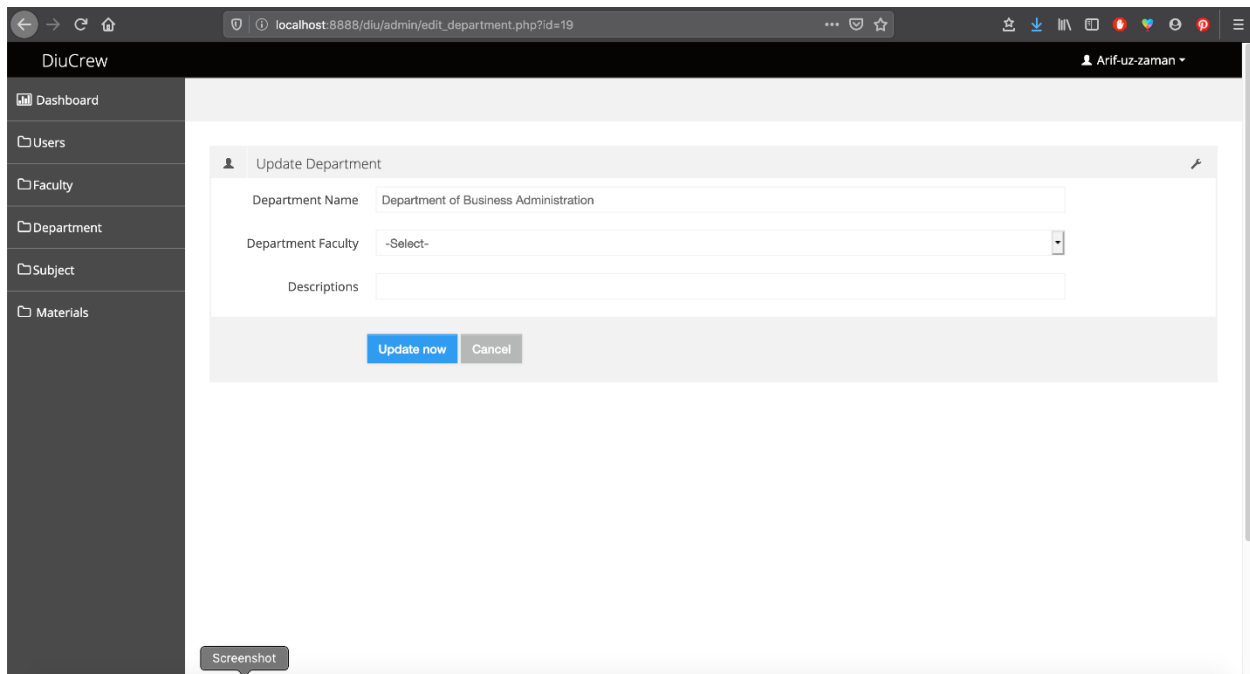 localhost:8888/diu/admin/edit_department.php?id=19
DiuCrew
Arif-uz-zaman
Dashboard
Users
Faculty
Department
Subject
Materials
Update Department
Department Name
Department of Business Administration
Department Faculty
-Select-
Descriptions
Update now
Cancel
Screenshot